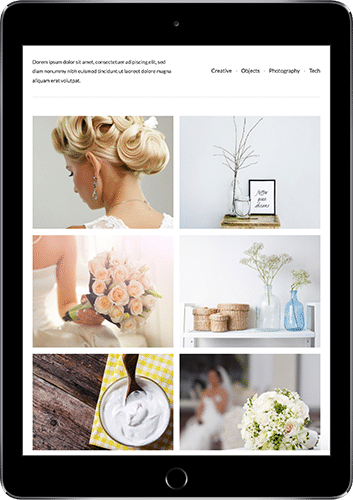 Lorem ipsum dolor sit amet, consectetuer adipiscing elit, sed
diam nonummy nibh euismod tincidunt ut laoreet dolore magna
aliquam erat volutpat.
Creative · Objects · Photography · Tech
follow
your
dreams